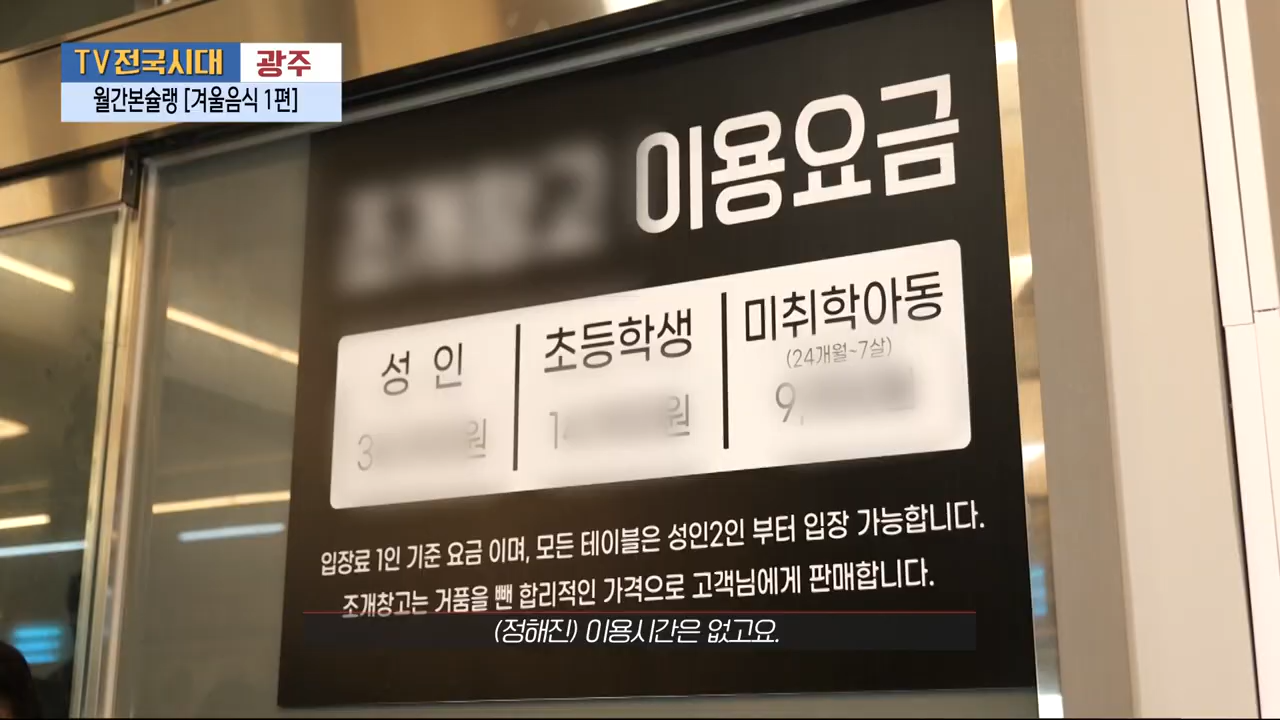 TV전국시대 광주
월간본슐랭 [겨울음식 1편]
이용요금
성 인
초등학생
미취학아동
(24개월~7살)
원
원
입장료 1인 기준 요금 이며, 모든 테이블은 성인2인 부터 입장 가능합니다.
조개창고는 거품을 뺀 합리적인 가격으로 고객님에게 판매합니다.
(정해진) 이용시간은 없고요.